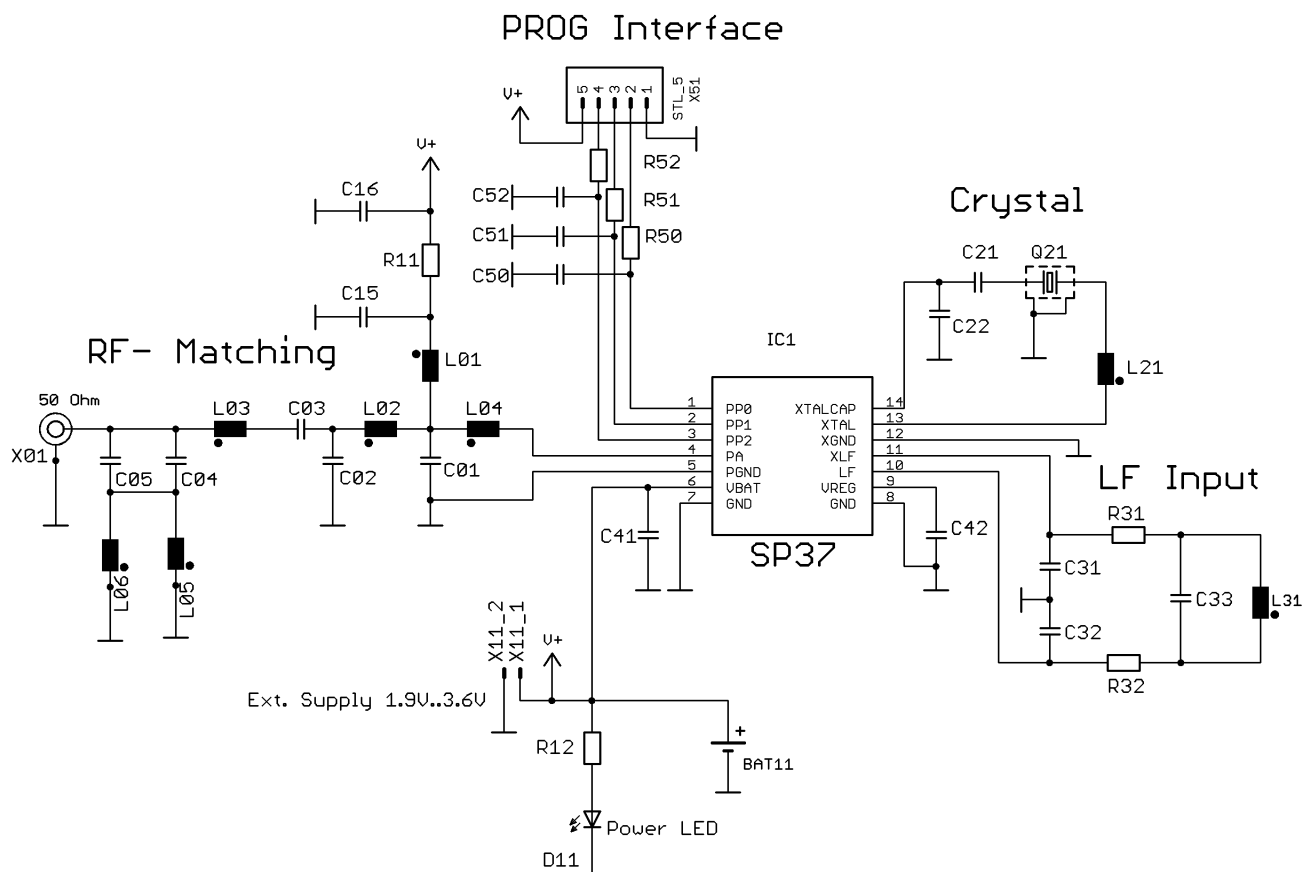 PROG Interface
V+
5 4 3 2 1
STL_5
X51
V+
R52
C16
C52
R51
Crystal
C51
R50
C21
Q21
R11
C50
C15
C22
IC1
RF- Matching
L01
L21
50 Ohm
L03
C03
L02
L04
1 PP0 XTALCAP 14
2 PP1 XTAL 13
3 PP2 XGND 12
4 PA XLF 11
5 PGND LF 10
6 VBAT VREG 9
7 GND GND 8
X01
C05
C04
C02
C01
LF Input
R31
C41
SP37
C42
C31
L06
L05
C33
L31
X11_2
X11_1
V+
C32
R32
Ext. Supply 1.9V..3.6V
R12
+
BAT11
Power LED
D11